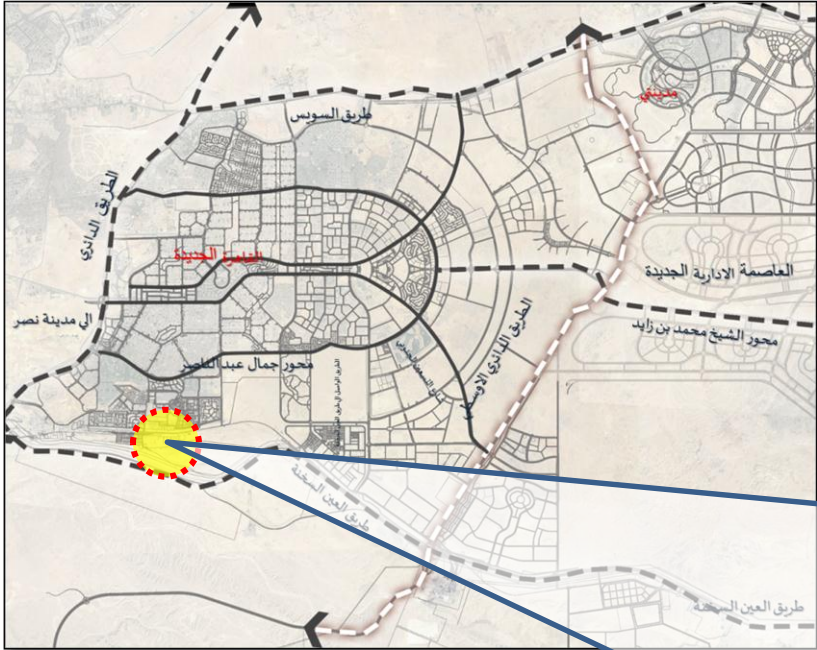 مدينتي
طريق السويس
الطريق الدائري
القاهرة الجديدة
العاصمة الادارية الجديدة
الي مدينة نصر
محور الشيخ محمد بن زايد
الطريق الدائري الاوسطي
محور جمال عبد الناصر
طريق العين السخنة
طريق العين السخنة